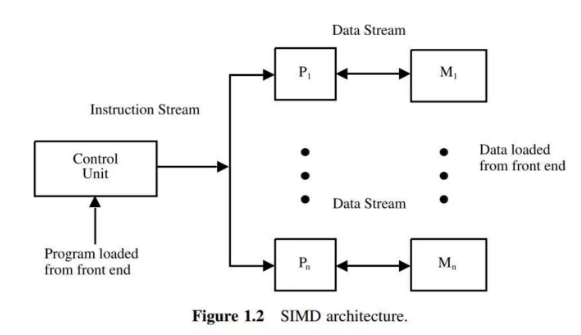 Data Stream
P1
M1
Instruction Stream
Control
Unit
Data loaded
from front end
Data Stream
Program loaded
from front end
Pn
Mn
Figure 1.2 SIMD architecture.